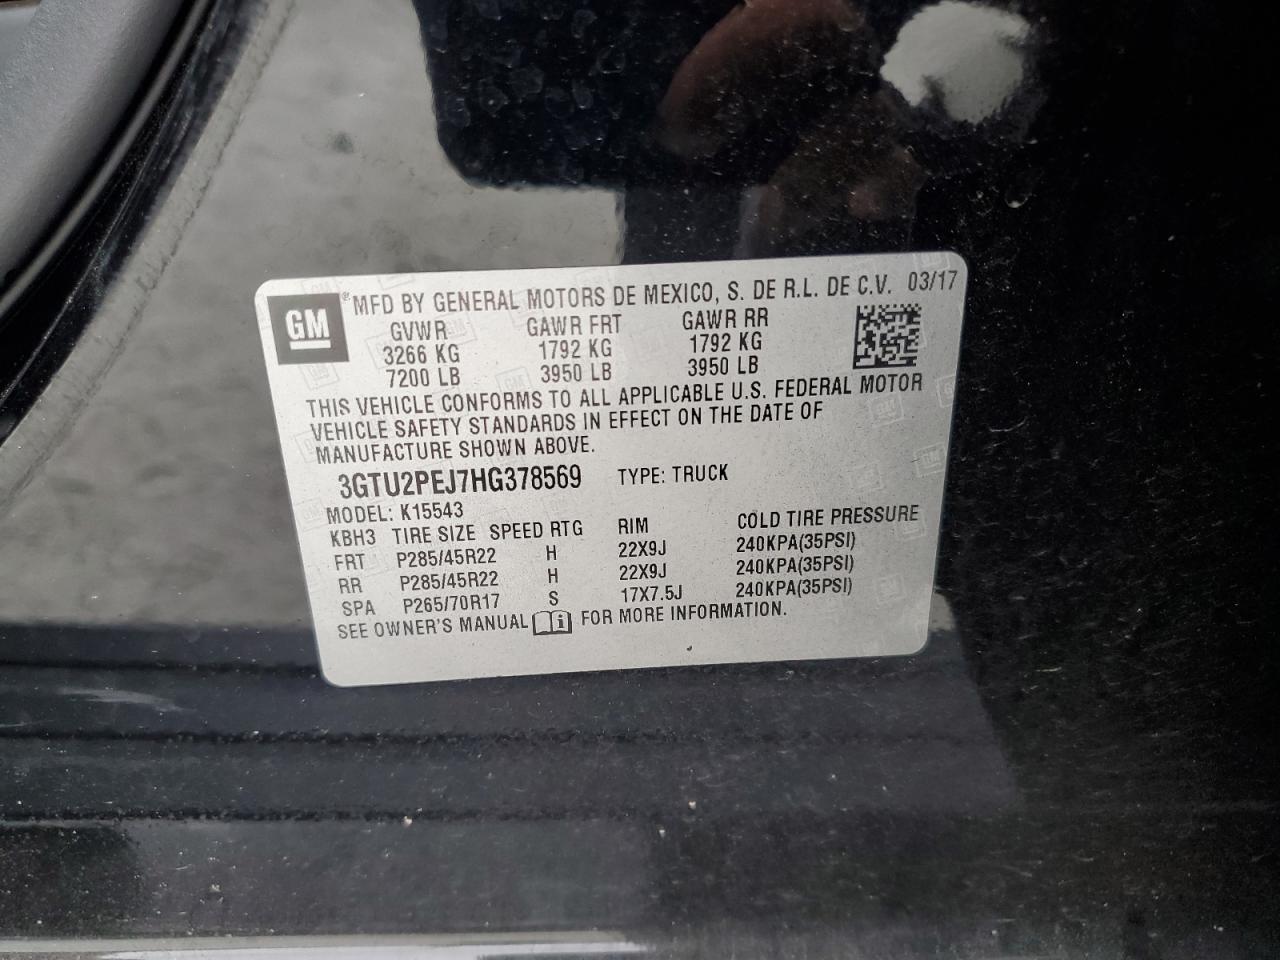 GM ® MFD BY GENERAL MOTORS DE MEXICO, S. DE R.L. DE C.V. 03/17
GVWR GAWR FRT GAWR RR
3266 KG 1792 KG 1792 KG
7200 LB 3950 LB 3950 LB
THIS VEHICLE CONFORMS TO ALL APPLICABLE U.S. FEDERAL MOTOR
VEHICLE SAFETY STANDARDS IN EFFECT ON THE DATE OF
MANUFACTURE SHOWN ABOVE.
3GTU2PEJ7HG378569 TYPE: TRUCK
MODEL: K15543
KBH3 TIRE SIZE SPEED RTG RIM COLD TIRE PRESSURE
FRT P285/45R22 H 22X9J 240KPA(35PSI)
RR P285/45R22 H 22X9J 240KPA(35PSI)
SPA P265/70R17 S 17X7.5J 240KPA(35PSI)
SEE OWNER'S MANUAL i FOR MORE INFORMATION.